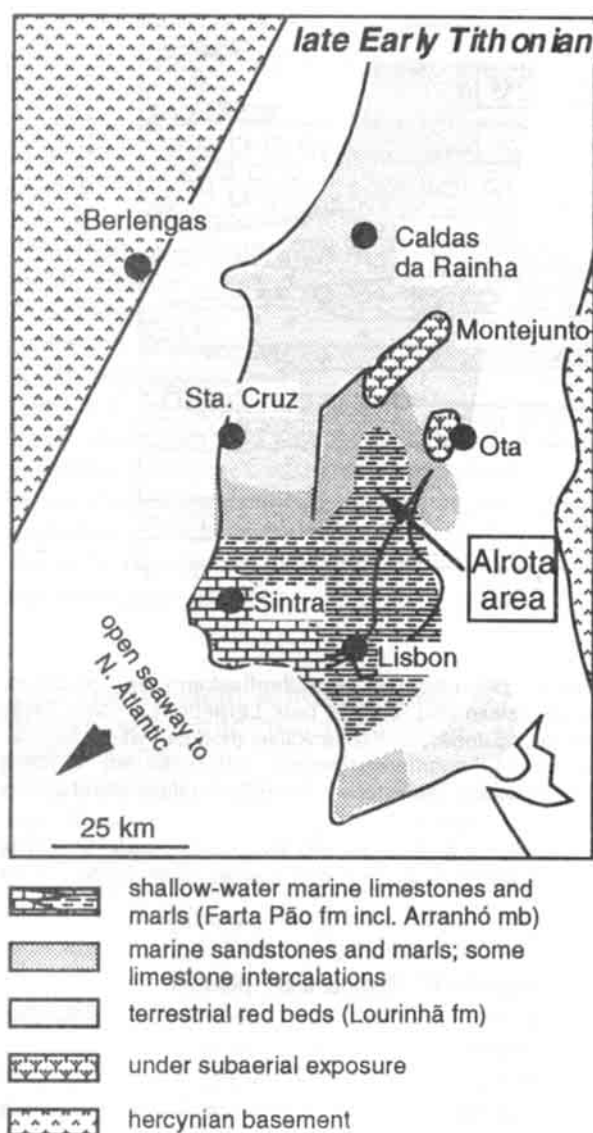 late Early Tithonian
Berlengas
Caldas
da Rainha
Montejunto
Sta. Cruz
Ota
Alrota
area
Sintra
Lisbon
open seaway to
N. Atlantic
25 km
shallow-water marine limestones and
marls (Farta Pão fm incl. Arranhó mb)
marine sandstones and marls; some
limestone intercalations
terrestrial red beds (Lourinhã fm)
under subaerial exposure
hercynian basement